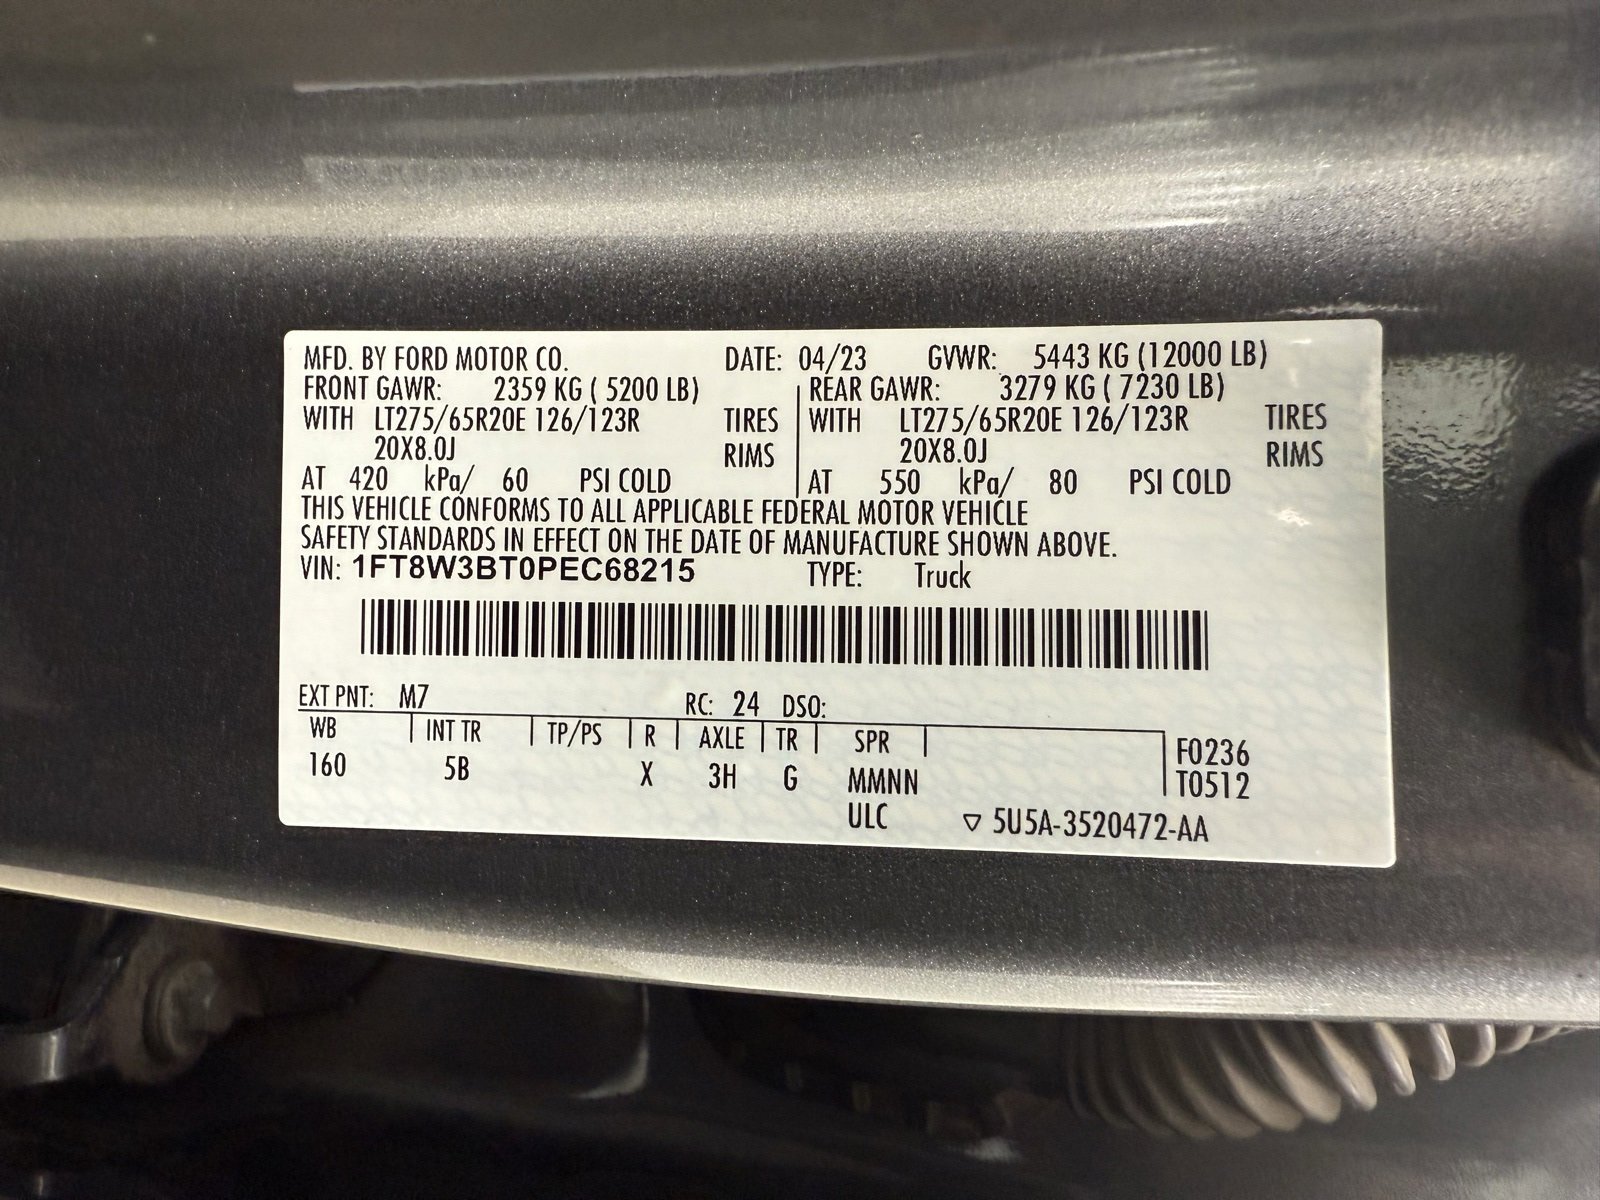 MFD. BY FORD MOTOR CO. DATE: 04/23 GVWR: 5443 KG (12000 LB)
FRONT GAWR: 2359 KG ( 5200 LB) REAR GAWR: 3279 KG ( 7230 LB)
WITH LT275/65R20E 126/123R TIRES WITH LT275/65R20E 126/123R TIRES
20X8.0J RIMS 20X8.0J RIMS
AT 420 kPa/ 60 PSI COLD AT 550 kPa/ 80 PSI COLD
THIS VEHICLE CONFORMS TO ALL APPLICABLE FEDERAL MOTOR VEHICLE
SAFETY STANDARDS IN EFFECT ON THE DATE OF MANUFACTURE SHOWN ABOVE.
VIN: 1FT8W3BT0PEC68215 TYPE: Truck
EXT PNT: M7 RC: 24 DSO:
WB INT TR TP/PS R AXLE TR SPR F0236
160 5B X 3H G MMNN T0512
ULC ▽ 5U5A-3520472-AA